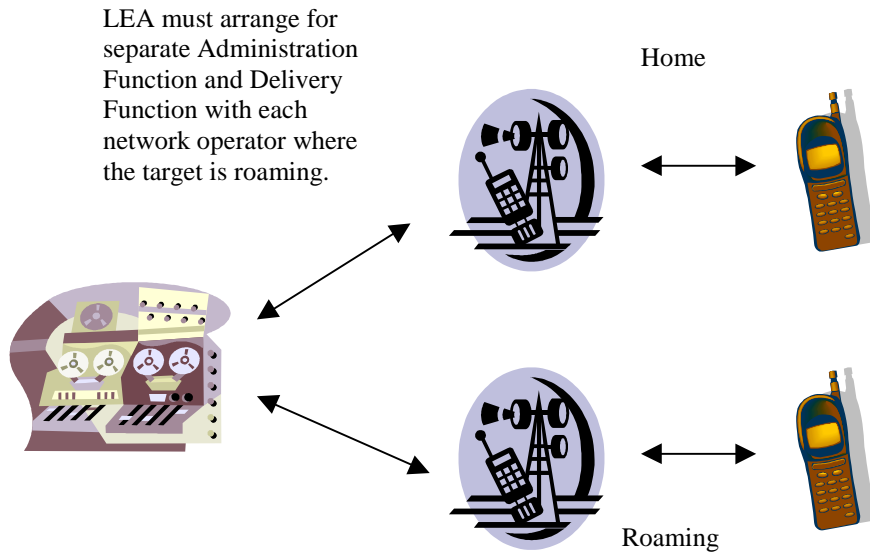 LEA must arrange for
separate Administration
Function and Delivery
Function with each
network operator where
the target is roaming.
Home
Roaming